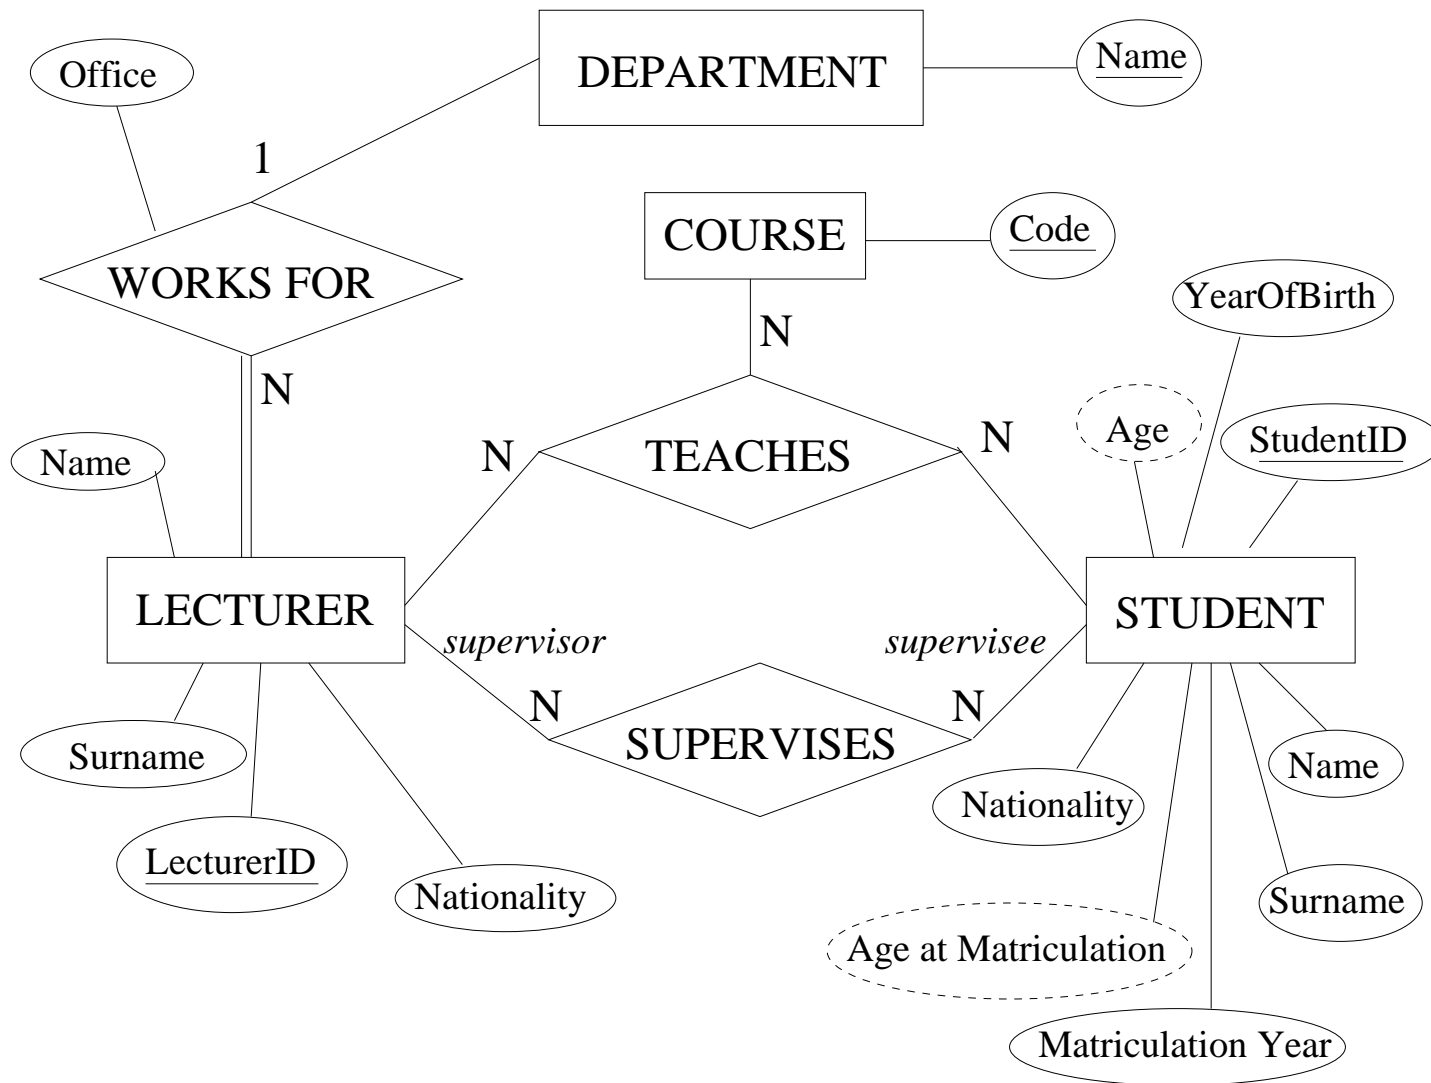 DEPARTMENT
Name
Office
1
COURSE
Code
WORKS FOR
YearOfBirth
N
N
Age
StudentID
Name
N
TEACHES
N
LECTURER
STUDENT
supervisor
supervisee
N
SUPERVISES
N
Surname
Nationality
Name
LecturerID
Nationality
Surname
Age at Matriculation
Matriculation Year